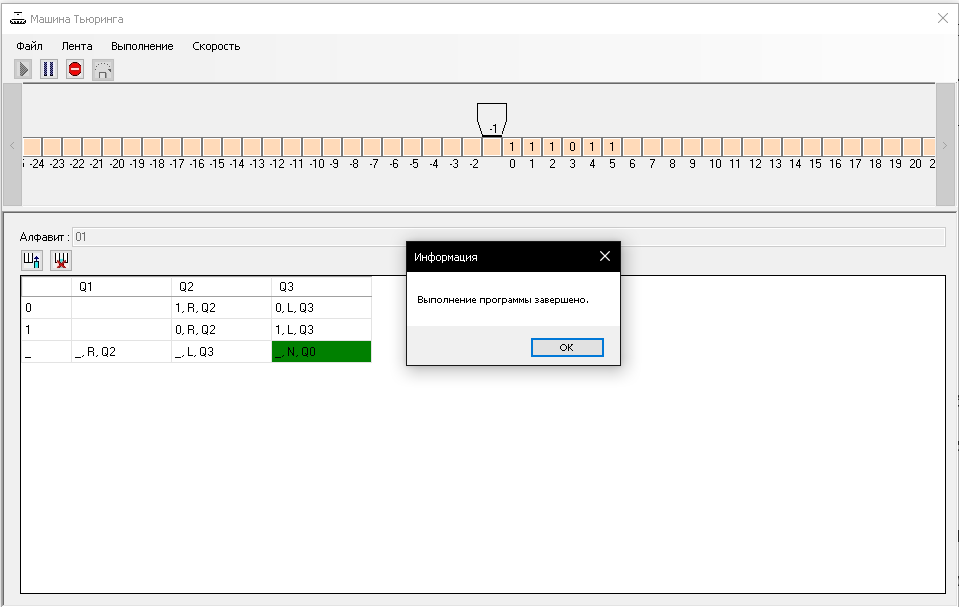 Машина Тьюринга
Файл Лента Выполнение Скорость
-1
1 1 1 0 1 1
-24 -23 -22 -21 -20 -19 -18 -17 -16 -15 -14 -13 -12 -11 -10 -9 -8 -7 -6 -5 -4 -3 -2 0 1 2 3 4 5 6 7 8 9 10 11 12 13 14 15 16 17 18 19 20 2
Алфавит : 01
Q1 Q2 Q3
0 1, R, Q2 0, L, Q3
1 0, R, Q2 1, L, Q3
_ _, R, Q2 _, L, Q3 _, N, Q0
Информация
Выполнение программы завершено.
OK